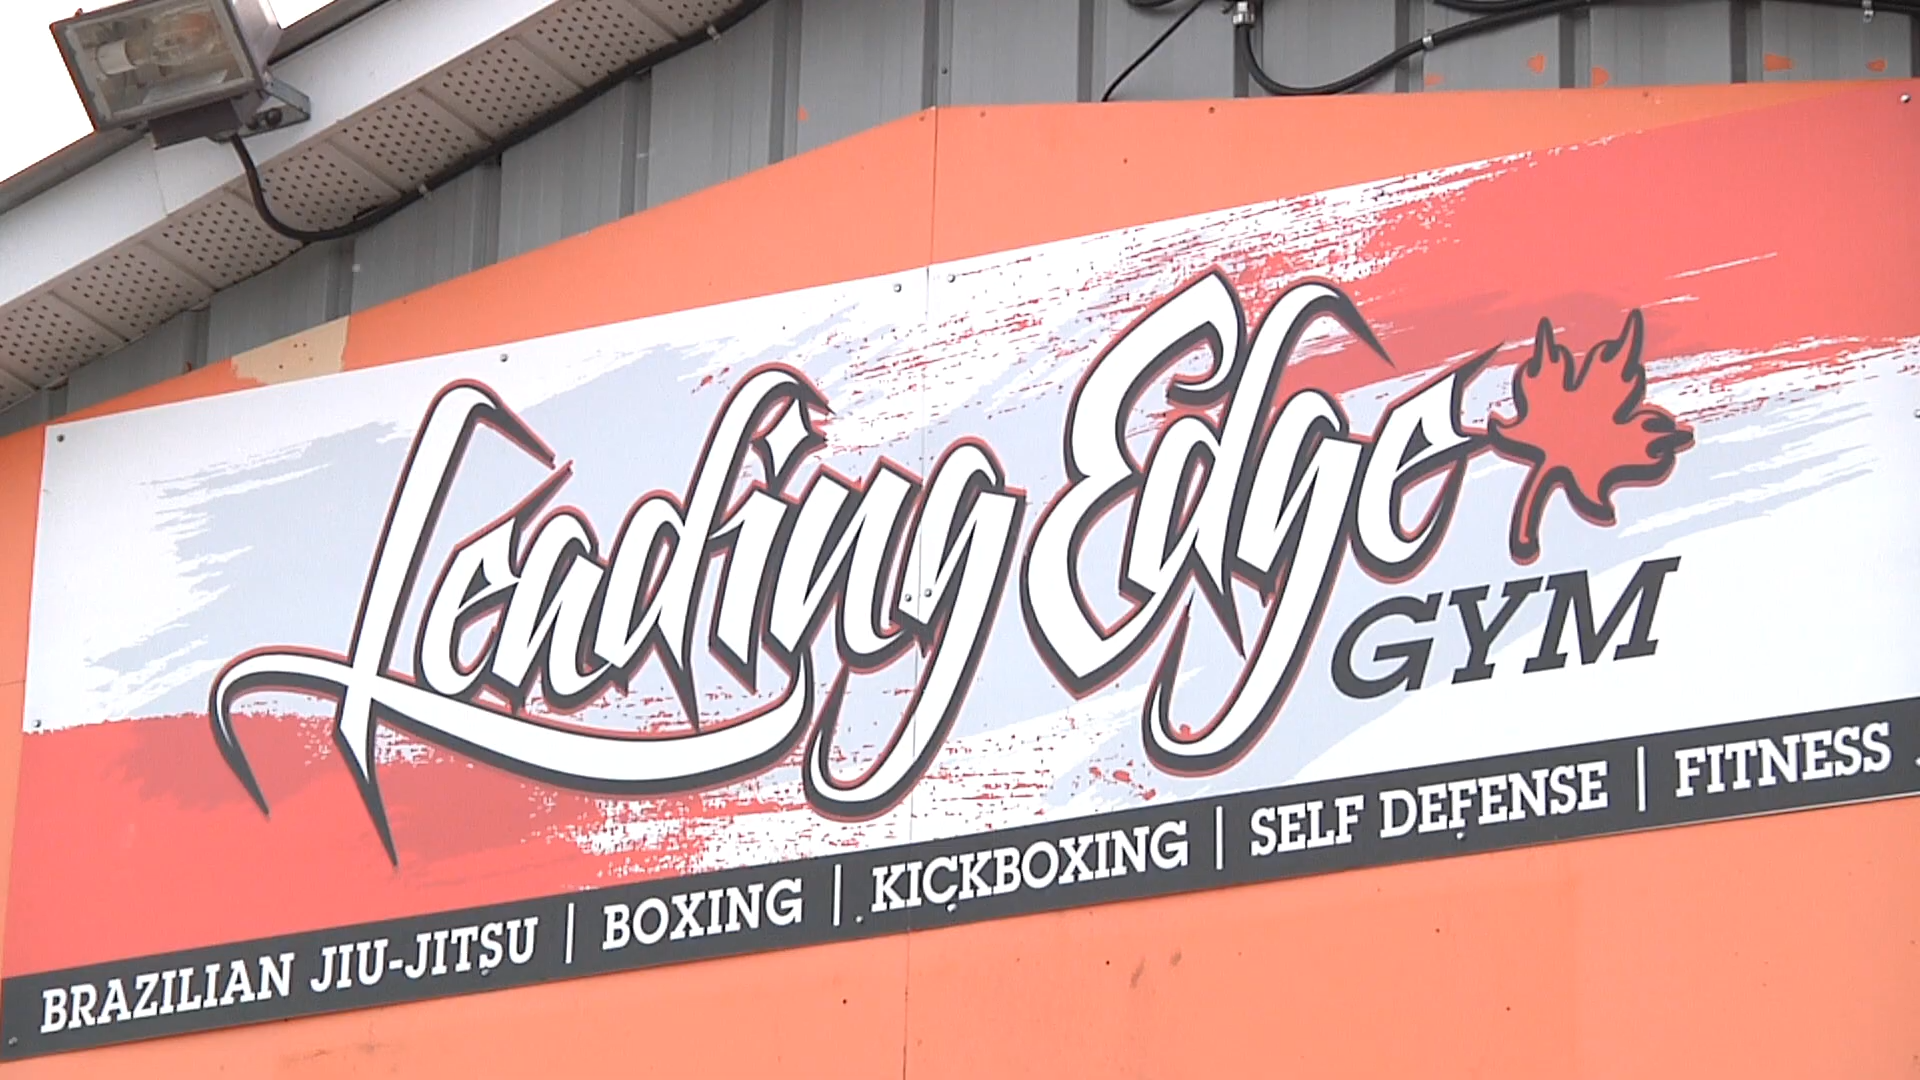 Leading Edge
GYM
BRAZILIAN JIU-JITSU | BOXING | KICKBOXING | SELF DEFENSE | FITNESS